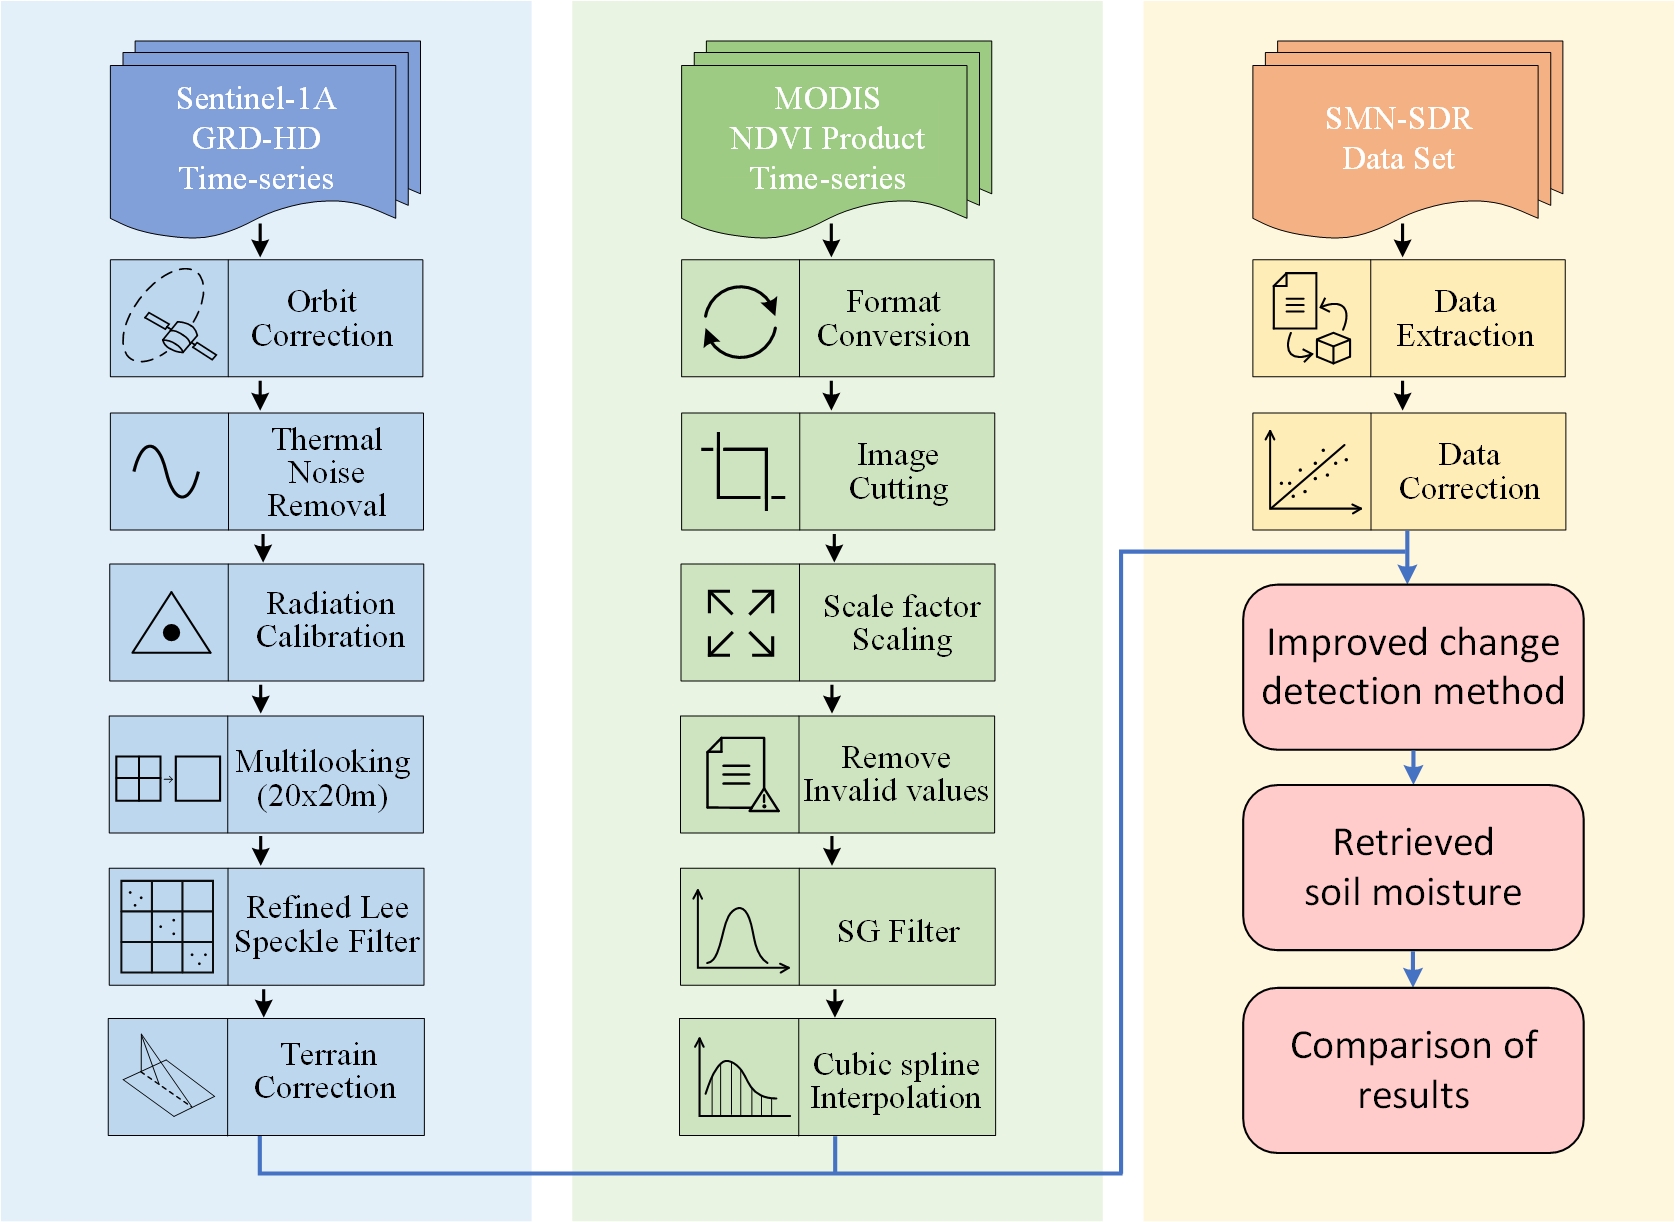 Sentinel-1A
GRD-HD
Time-series
Orbit
Correction
Thermal
Noise
Removal
Radiation
Calibration
Multilooking
(20x20m)
Refined Lee
Speckle Filter
Terrain
Correction
MODIS
NDVI Product
Time-series
Format
Conversion
Image
Cutting
Scale factor
Scaling
Remove
Invalid values
SG Filter
Cubic spline
Interpolation
SMN-SDR
Data Set
Data
Extraction
Data
Correction
Improved change
detection method
Retrieved
soil moisture
Comparison of
results